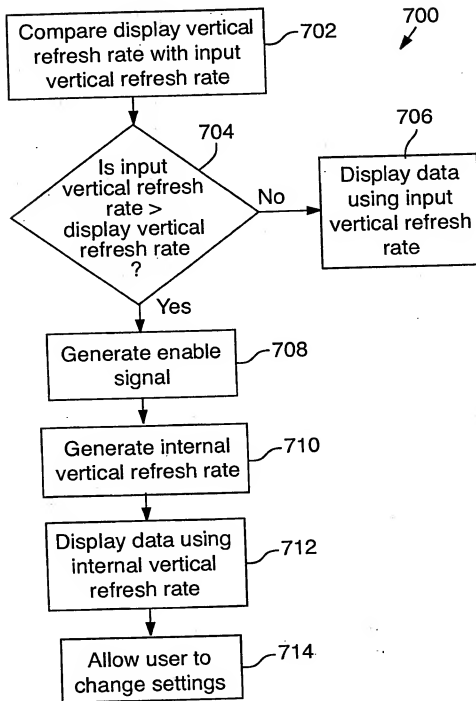 700
Compare display vertical
refresh rate with input
vertical refresh rate
702
704
Is input
vertical refresh
rate >
display vertical
refresh rate
?
No
706
Display data
using input
vertical refresh
rate
Yes
Generate enable
signal
708
Generate internal
vertical refresh rate
710
Display data using
internal vertical
refresh rate
712
Allow user to
change settings
714